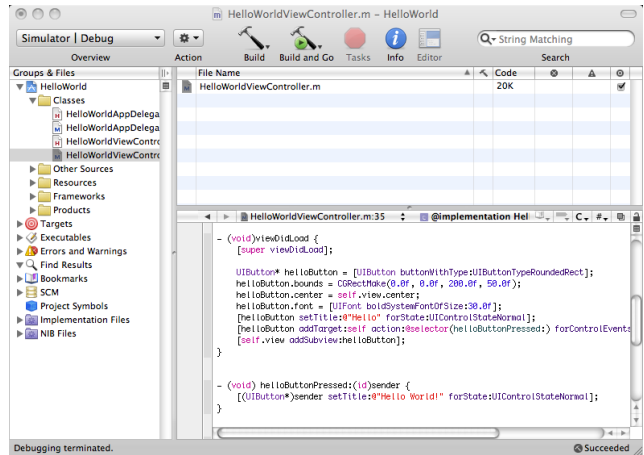 HelloWorldViewController.m – HelloWorld
Simulator | Debug
String Matching
Overview Action Build Build and Go Tasks Info Editor Search
Groups & Files
File Name Code
HelloWorldViewController.m 20K
HelloWorld
Classes
HelloWorldAppDelega
HelloWorldAppDelega
HelloWorldViewContro
HelloWorldViewContro
Other Sources
Resources
Frameworks
Products
Targets
Executables
Errors and Warnings
Find Results
Bookmarks
SCM
Project Symbols
Implementation Files
NIB Files
HelloWorldViewController.m:35 @implementation Hel C #
- (void)viewDidLoad {
[super viewDidLoad];
UIButton* helloButton = [UIButton buttonWithType:UIButtonTypeRoundedRect];
helloButton.bounds = CGRectMake(0.0f, 0.0f, 200.0f, 50.0f);
helloButton.center = self.view.center;
helloButton.font = [UIFont boldSystemFontOfSize:30.0f];
[helloButton setTitle:@"Hello" forState:UIControlStateNormal];
[helloButton addTarget:self action:@selector(helloButtonPressed:) forControlEvents
[self.view addSubview:helloButton];
}
- (void) helloButtonPressed:(id)sender {
[(UIButton*)sender setTitle:@"Hello World!" forState:UIControlStateNormal];
}
Debugging terminated.
Succeeded